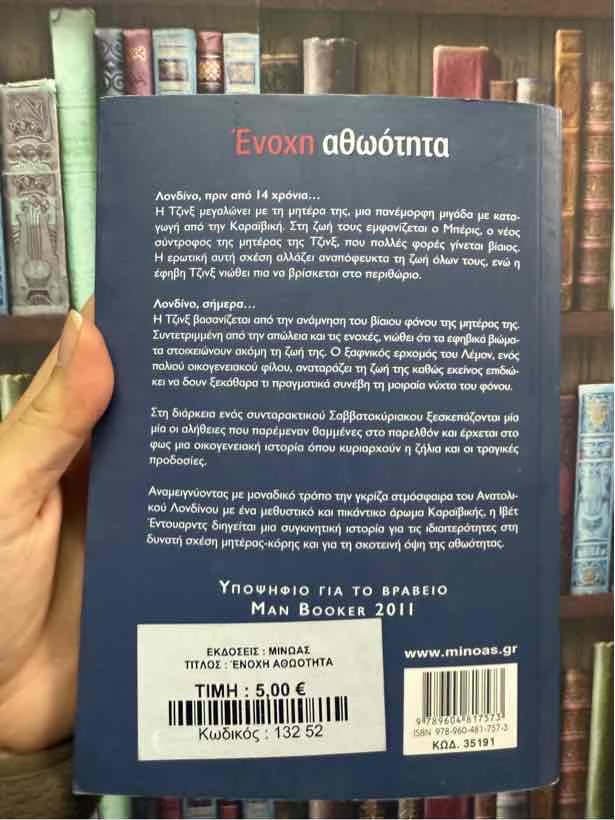 Ένοχη αθωότητα
Λονδίνο, πριν από 14 χρόνια...
Η Τζινξ μεγαλώνει με τη μητέρα της, μια πανέμορφη μιγάδα με κατα-
γωγή από την Καραϊβική. Στη ζωή τους εμφανίζεται ο Μπέρις, ο νέος
σύντροφος της μητέρας της Τζινξ, που πολλές φορές γίνεται βίαιος.
Η ερωτική αυτή σχέση αλλάζει αναπόφευκτα τη ζωή όλων τους, ενώ η
έφηβη Τζινξ νιώθει πια να βρίσκεται στο περιθώριο.
Λονδίνο, σήμερα...
Η Τζινξ βασανίζεται από την ανάμνηση του βίαιου φόνου της μητέρας της.
Συντετριμμένη από την απώλεια και τις ενοχές, νιώθει ότι τα εφηβικά βιώμα-
τα στοιχειώνουν ακόμη τη ζωή της. Ο ξαφνικός ερχομός του Λέμον, ενός
παλιού οικογενειακού φίλου, αναταράζει τη ζωή της καθώς εκείνος επιδιώ-
κει να δουν ξεκάθαρα τι πραγματικά συνέβη τη μοιραία νύχτα του φόνου.
Στη διάρκεια ενός συνταρακτικού Σαββατοκύριακου ξεσκεπάζονται μία
μία οι αλήθειες που παρέμεναν θαμμένες στο παρελθόν και έρχεται στο
φως μια οικογενειακή ιστορία όπου κυριαρχούν η ζήλια και οι τραγικές
προδοσίες.
Αναμειγνύοντας με μοναδικό τρόπο την γκρίζα ατμόσφαιρα του Ανατολι-
κού Λονδίνου με ένα μεθυστικό και πικάντικο άρωμα Καραϊβικής, η Ιβέτ
Έντουαρντς διηγείται μια συγκινητική ιστορία για τις ιδιαιτερότητες στη
δυνατή σχέση μητέρας-κόρης και για τη σκοτεινή όψη της αθωότητας.
ΥΠΟΨΗΦΙΟ ΓΙΑ ΤΟ ΒΡΑΒΕΙΟ
MAN BOOKER 2011
ΕΚΔΟΣΕΙΣ : ΜΙΝΩΑΣ
ΤΙΤΛΟΣ : ΈΝΟΧΗ ΑΘΩΟΤΗΤΑ
ΤΙΜΗ : 5,00 €
Κωδικός : 132 52
www.minoas.gr
9 789604 817573
ISBN 978-960-481-757-3
ΚΩΔ. 35191